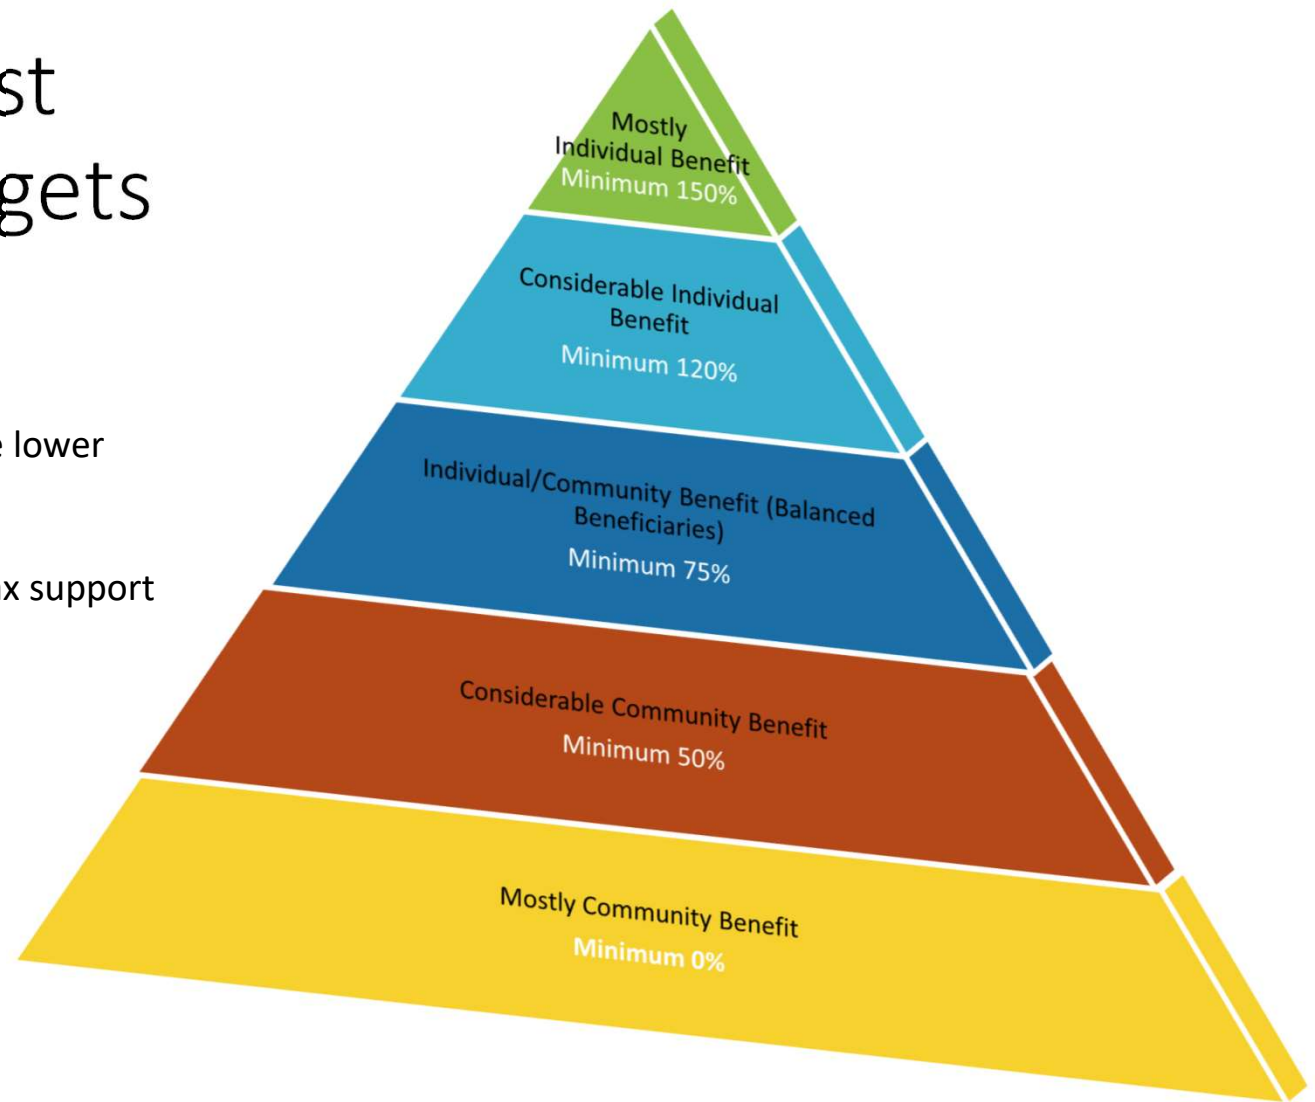 st
gets
e lower
x support
Mostly
Individual Benefit
Minimum 150%
Considerable Individual
Benefit
Minimum 120%
Individual/Community Benefit (Balanced
Beneficiaries)
Minimum 75%
Considerable Community Benefit
Minimum 50%
Mostly Community Benefit
Minimum 0%